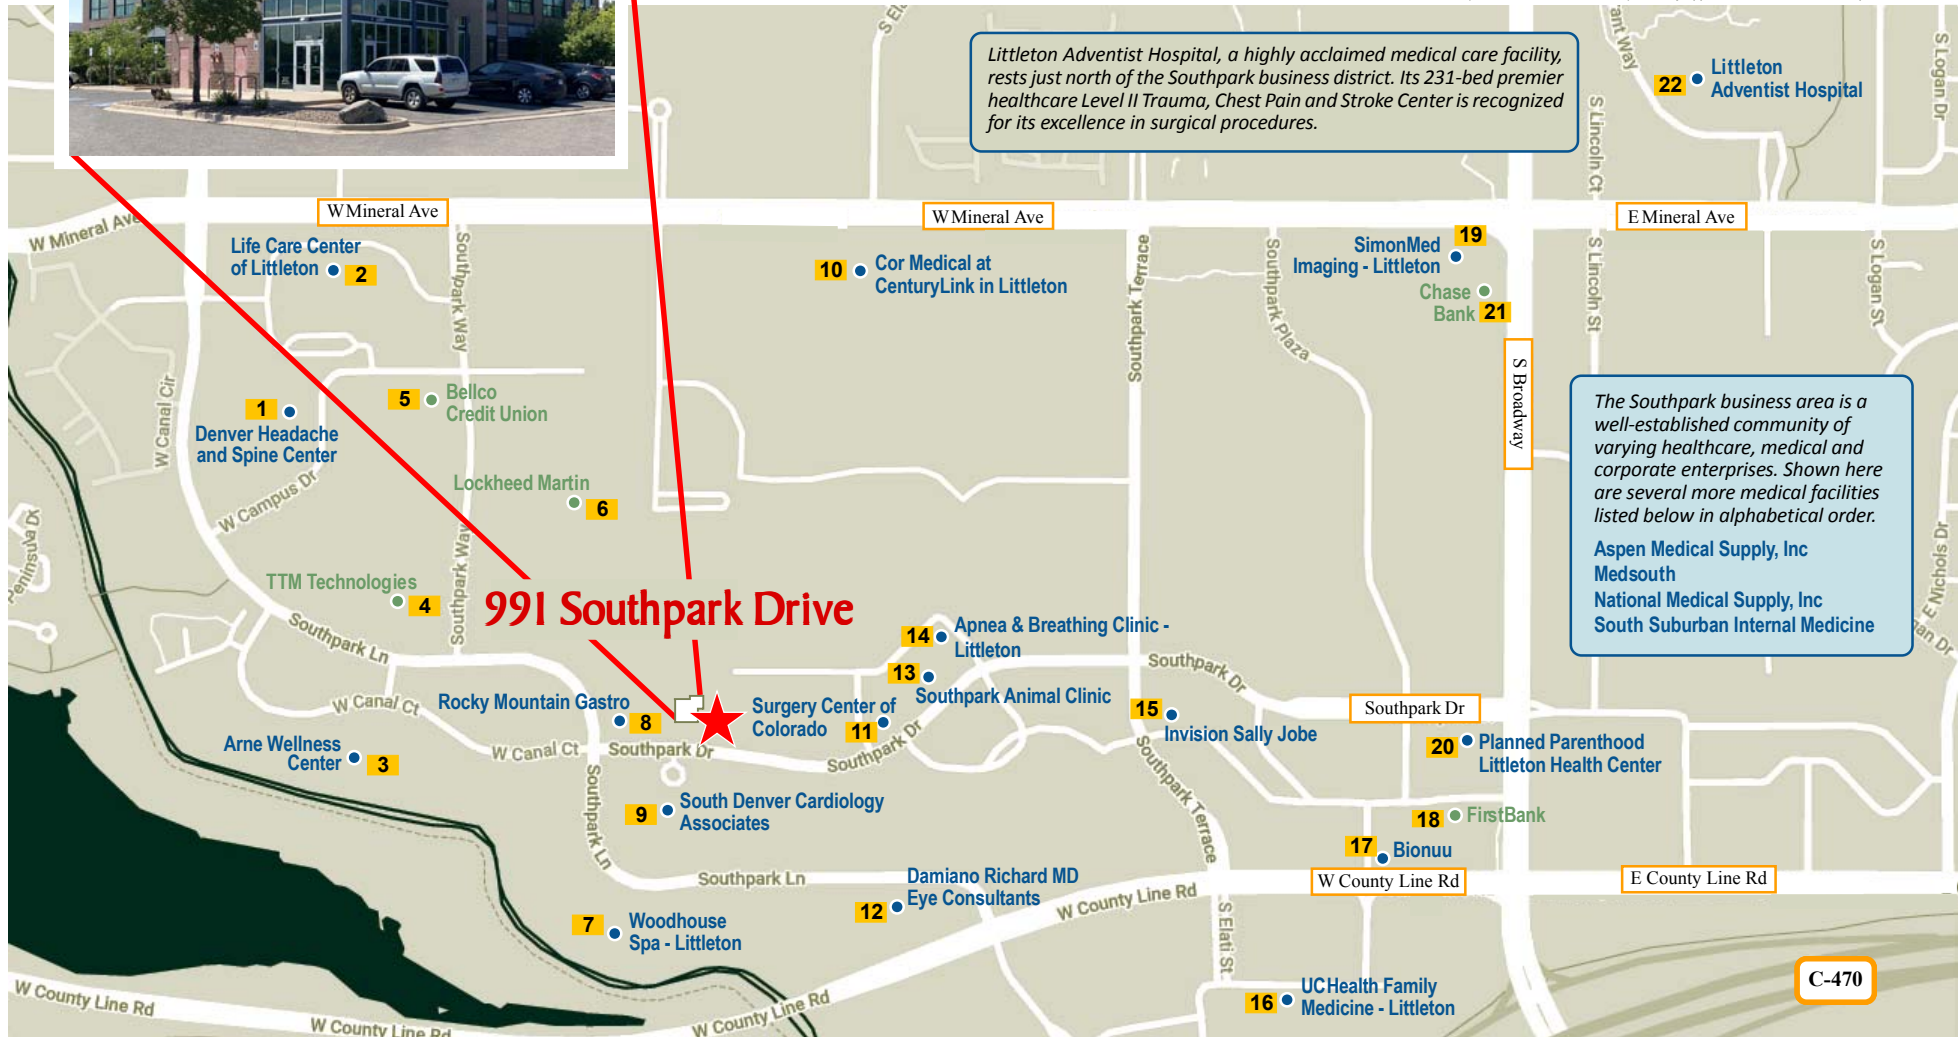 S El
ant Way
S Logan Dr
Littleton Adventist Hospital, a highly acclaimed medical care facility,
rests just north of the Southpark business district. Its 231-bed premier
healthcare Level II Trauma, Chest Pain and Stroke Center is recognized
for its excellence in surgical procedures.
22
Littleton
Adventist Hospital
S Lincoln Ct
W Mineral Ave
W Mineral Ave
W Mineral Ave
E Mineral Ave
Life Care Center
of Littleton
2
Southpark Way
10
Cor Medical at
CenturyLink in Littleton
Southpark Terrace
Southpark Plaza
19
SimonMed
Imaging - Littleton
Chase
Bank
21
S Lincoln St
S Logan St
S Broadway
W Canal Cir
1
Denver Headache
and Spine Center
5
Bellco
Credit Union
Lockheed Martin
6
W Campus Dr
The Southpark business area is a
well-established community of
varying healthcare, medical and
corporate enterprises. Shown here
are several more medical facilities
listed below in alphabetical order.
Aspen Medical Supply, Inc
Medsouth
National Medical Supply, Inc
South Suburban Internal Medicine
E Nichols Dr
an Dr
Peninsula Dr
TTM Technologies
4
Southpark Way
991 Southpark Drive
Southpark Ln
14
Apnea & Breathing Clinic -
Littleton
13
Southpark Animal Clinic
Southpark Dr
W Canal Ct
Rocky Mountain Gastro
8
Surgery Center of
Colorado
11
15
Invision Sally Jobe
Southpark Dr
20
Planned Parenthood
Littleton Health Center
Arne Wellness
Center
3
W Canal Ct
Southpark Dr
Southpark Dr
Southpark Ln
9
South Denver Cardiology
Associates
Southpark Terrace
18
FirstBank
17
Bionuu
Southpark Ln
Damiano Richard MD
Eye Consultants
12
W County Line Rd
W County Line Rd
E County Line Rd
7
Woodhouse
Spa - Littleton
S Elati St
C-470
16
UCHealth Family
Medicine - Littleton
W County Line Rd
W County Line Rd
W County Line Rd